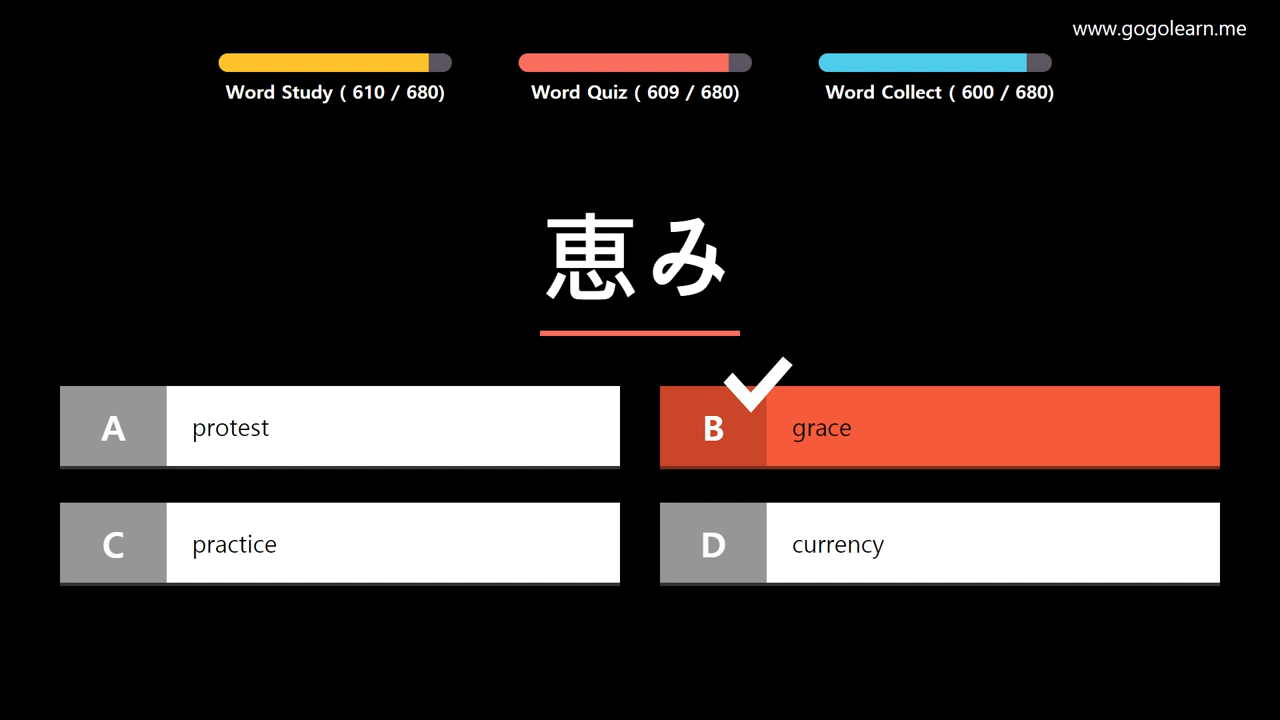 www.gogolearn.me
Word Study ( 610 / 680)
Word Quiz ( 609 / 680)
Word Collect ( 600 / 680)
恵み
A protest
B grace
C practice
D currency